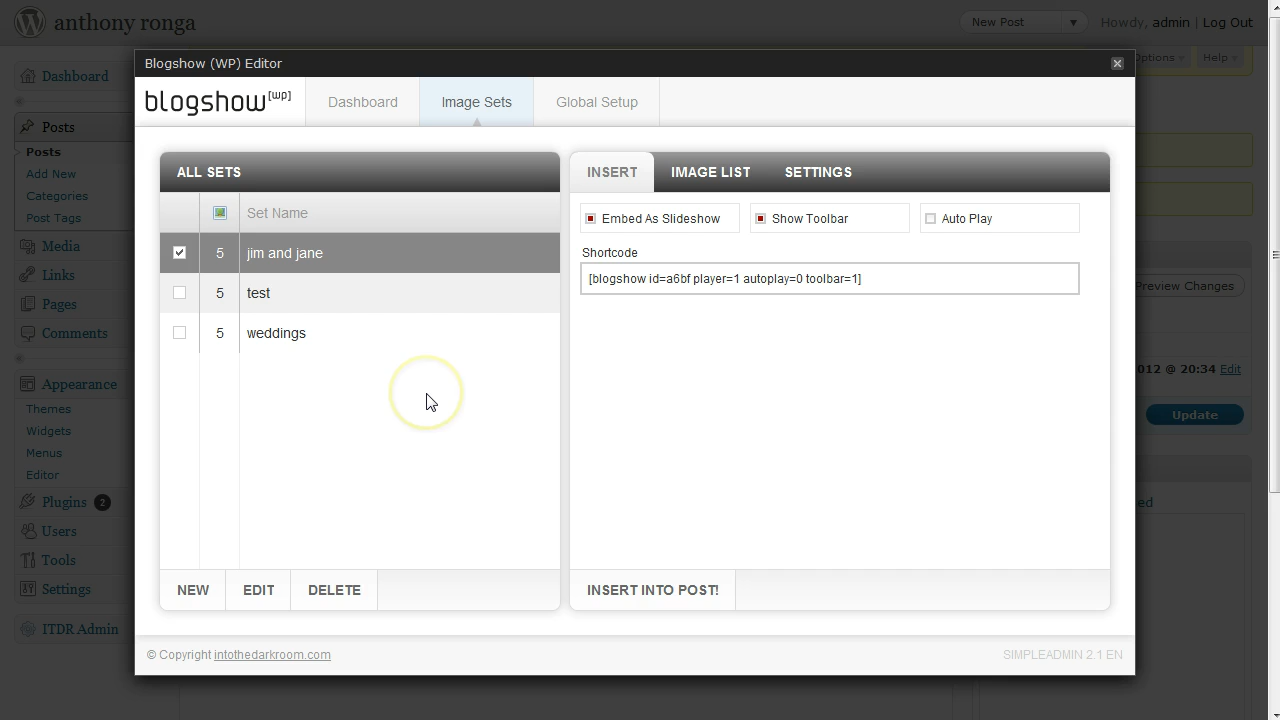 anthony ronga
New Post
Howdy, admin | Log Out
Blogshow (WP) Editor
Options
Help
Dashboard
Posts
Posts
Add New
Categories
Post Tags
Media
Links
Pages
Comments
Appearance
Themes
Widgets
Menus
Editor
Plugins 2
Users
Tools
Settings
ITDR Admin
blogshow[wp]
Dashboard
Image Sets
Global Setup
ALL SETS
Set Name
5 jim and jane
5 test
5 weddings
NEW
EDIT
DELETE
INSERT
IMAGE LIST
SETTINGS
Embed As Slideshow
Show Toolbar
Auto Play
Shortcode
[blogshow id=a6bf player=1 autoplay=0 toolbar=1]
INSERT INTO POST!
Preview Changes
012 @ 20:34 Edit
Update
ed
© Copyright intothedarkroom.com
SIMPLEADMIN 2.1 EN